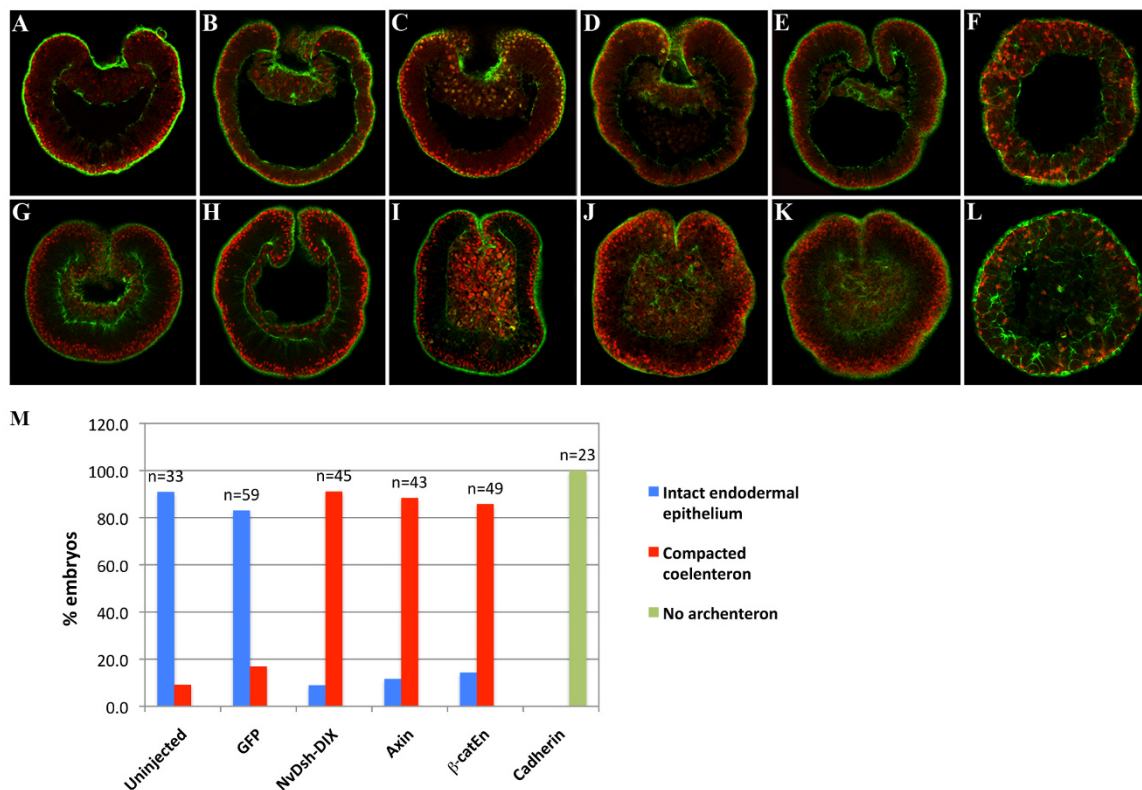 A
B
C
D
E
F
G
H
I
J
K
L
M
120.0
100.0
80.0
60.0
40.0
20.0
0.0
% embryos
n=33
n=59
n=45
n=43
n=49
n=23
Uninjected
GFP
NvDsh-DIX
Axin
β-catEn
Cadherin
Intact endodermal
epithelium
Compacted
coelenteron
No archenteron